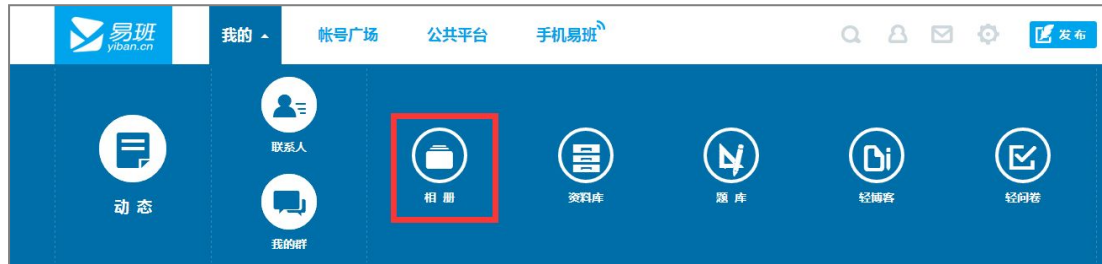 易班
yiban.cn
我的
帐号广场
公共平台
手机易班
发布
动态
联系人
我的群
相册
资料库
题库
轻博客
轻问卷